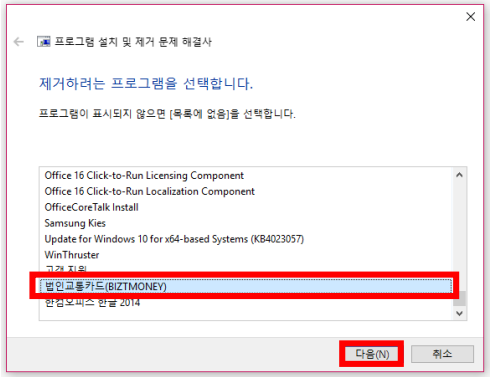 프로그램 설치 및 제거 문제 해결사
제거하려는 프로그램을 선택합니다.
프로그램이 표시되지 않으면 [목록에 없음]을 선택합니다.
Office 16 Click-to-Run Licensing Component
Office 16 Click-to-Run Localization Component
OfficeCoreTalk Install
Samsung Kies
Update for Windows 10 for x64-based Systems (KB4023057)
WinThruster
고객 지원
법인교통카드(BIZTMONEY)
한컴오피스 한글 2014
다음(N)
취소